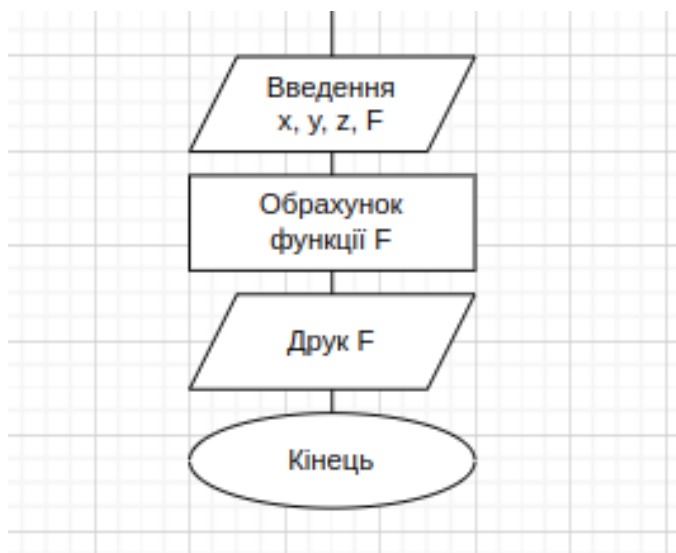 Введення
x, y, z, F
Обрахунок
функції F
Друк F
Кінець